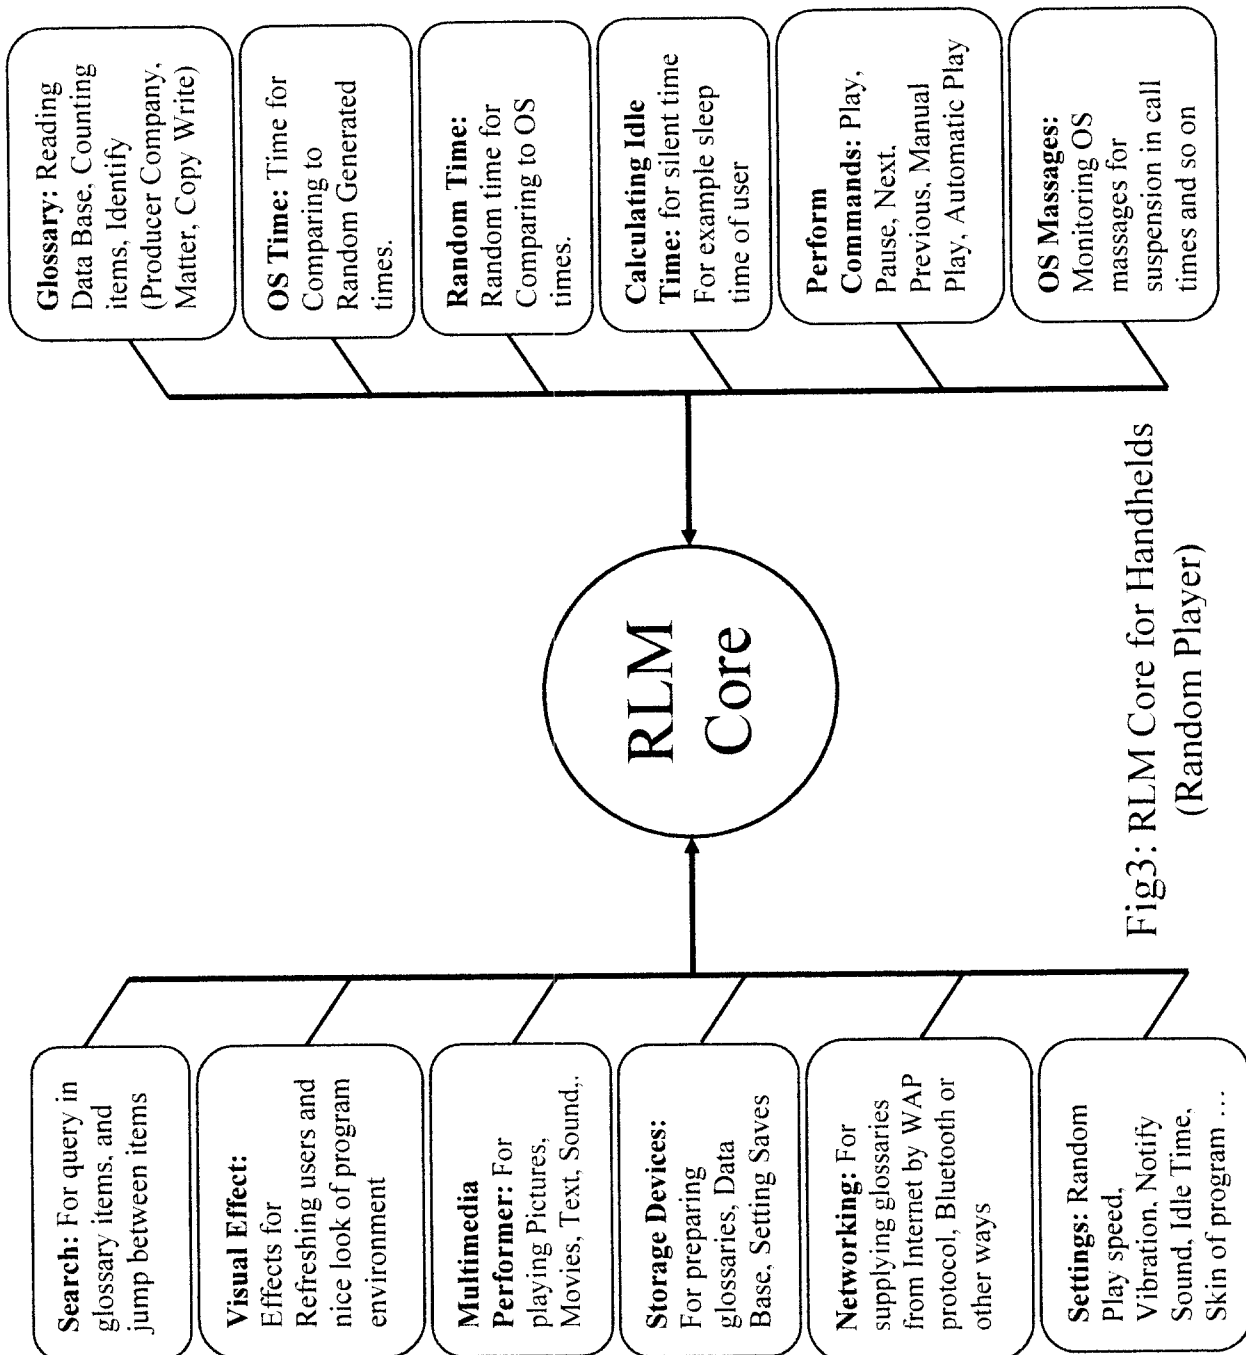 Search: For query in
glossary items, and
jump between items
Visual Effect:
Effects for
Refreshing users and
nice look of program
environment
Multimedia
Performer: For
playing Pictures,
Movies, Text, Sound,.
Storage Devices:
For preparing
glossaries, Data
Base, Setting Saves
Networking: For
supplying glossaries
from Internet by WAP
protocol, Bluetooth or
other ways
Settings: Random
Play speed,
Vibration, Notify
Sound, Idle Time,
Skin of program ...
RLM
Core
Glossary: Reading
Data Base, Counting
items, Identify
(Producer Company,
Matter, Copy Write)
OS Time: Time for
Comparing to
Random Generated
times.
Random Time:
Random time for
Comparing to OS
times.
Calculating Idle
Time: for silent time
For example sleep
time of user
Perform
Commands: Play,
Pause, Next,
Previous, Manual
Play, Automatic Play
OS Massages:
Monitoring OS
massages for
suspension in call
times and so on
Fig3: RLM Core for Handhelds
(Random Player)